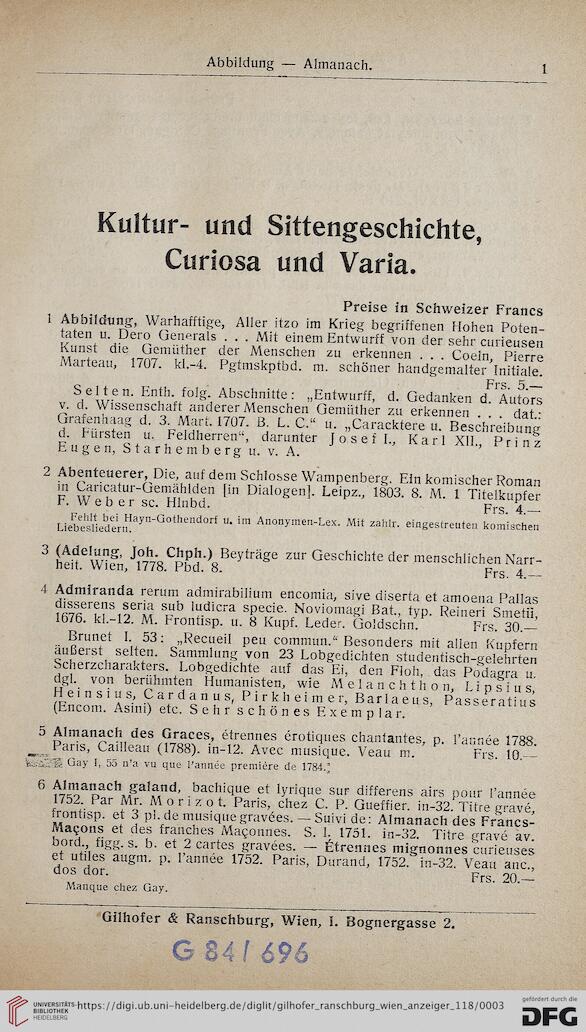 Abbildung — Almanach. 1
Kultur- und Sittengeschichte,
Curiosa und Varia.
Preise in Schweizer Francs
1 Abbildung, Warhafftige, Aller itzo im Krieg begriffenen Hohen Poten-
taten u. Dero Generals . . . Mit einem Entwurff von der sehr curieusen
Kunst die Gemüther der Menschen zu erkennen . . . Coeln, Pierre
Marteau, 1707. kl.-4. Pgtmskptbd. m. schöner handgemalter Initiale.
Frs. 5.—
Selten. Enth. folg. Abschnitte: „Entwurff, d. Gedanken d. Autors
v. d. Wissenschaft anderer Menschen Gemüther zu erkennen . . . dat.:
Grafenhaag d. 3. Mart. 1707. B. L. C.“ u. „Caracktere u. Beschreibung
d. Fürsten u. Feldherren“, darunter Josef I., Karl XII., Prinz
Eugen, Starhemberg u. v. A.
2 Abenteuerer, Die, auf dem Schlosse Wampenberg. Ein komischer Roman
in Caricatur-Gemählden [in Dialogen]. Leipz., 1803. 8. M. 1 Titelkupfer
F. Weber sc. Hlnbd. Frs. 4.—
Fehlt bei Hayn-Gothendorf u. im Anonymen-Lex. Mit zahlr. eingestreuten komischen
Liebesliedern.
3 (Adelung, Joh. Chph.) Beyträge zur Geschichte der menschlichen Narr-
heit. Wien, 1778. Pbd. 8. Frs. 4.—
4 Admiranda rerum admirabilium encomia, sive diserta et amoena Pallas
disserens seria sub ludicra specie. Noviomagi Bat., typ. Reineri Smetii,
1676. kl.-12. M. Frontisp. u. 8 Kupf. Leder. Goldschn. Frs. 30.—
Brunet I. 53: „Recueil peu commun.“ Besonders mit allen Kupfern
äußerst selten. Sammlung von 23 Lobgedichten studentisch-gelehrten
Scherzcharakters. Lobgedichte auf das Ei, den Floh, das Podagra u.
dgl. von berühmten Humanisten, wie Melanchthon, Lipsius,
Heinsius, Cardanus, Pirkheimer, Barlaeus, Passeratius
(Encom. Asini) etc. Sehr schönes Exemplar.
5 Almanach des Graces, étrennes érotiques chantantes, p. l'année 1788.
Paris, Cailleau (1788). in-12. Avec musique. Veau m. Frs. 10.—
Gay I, 55 n'a vu que l'année première de 1784.
6 Almanach galand, bachique et lyrique sur differens airs pour l'année
1752. Par Mr. Morizot. Paris, chez C. P. Gueffier. in-32. Titre gravé,
frontisp. et 3 pl. de musique gravées. — Suivi de: Almanach des Francs-
Maçons et des franches Maçonnes. S. l. 1751. in-32. Titre gravé av.
bord., figg. s. b. et 2 cartes gravées. — Étrennes mignonnes curieuses
et utiles augm. p. l'année 1752. Paris, Durand, 1752. in-32. Veau anc.,
dos dor. Frs. 20.—
Manque chez Gay.
Gilhofer & Ranschburg, Wien, I. Bognergasse 2.
G 84/696
UNIVERSITÄTS-
BIBLIOTHEK
HEIDELBERG
https://digi.ub.uni-heidelberg.de/diglit/gilhofer_ranschburg_wien_anzeiger_118/0003
gefördert durch die
DFG